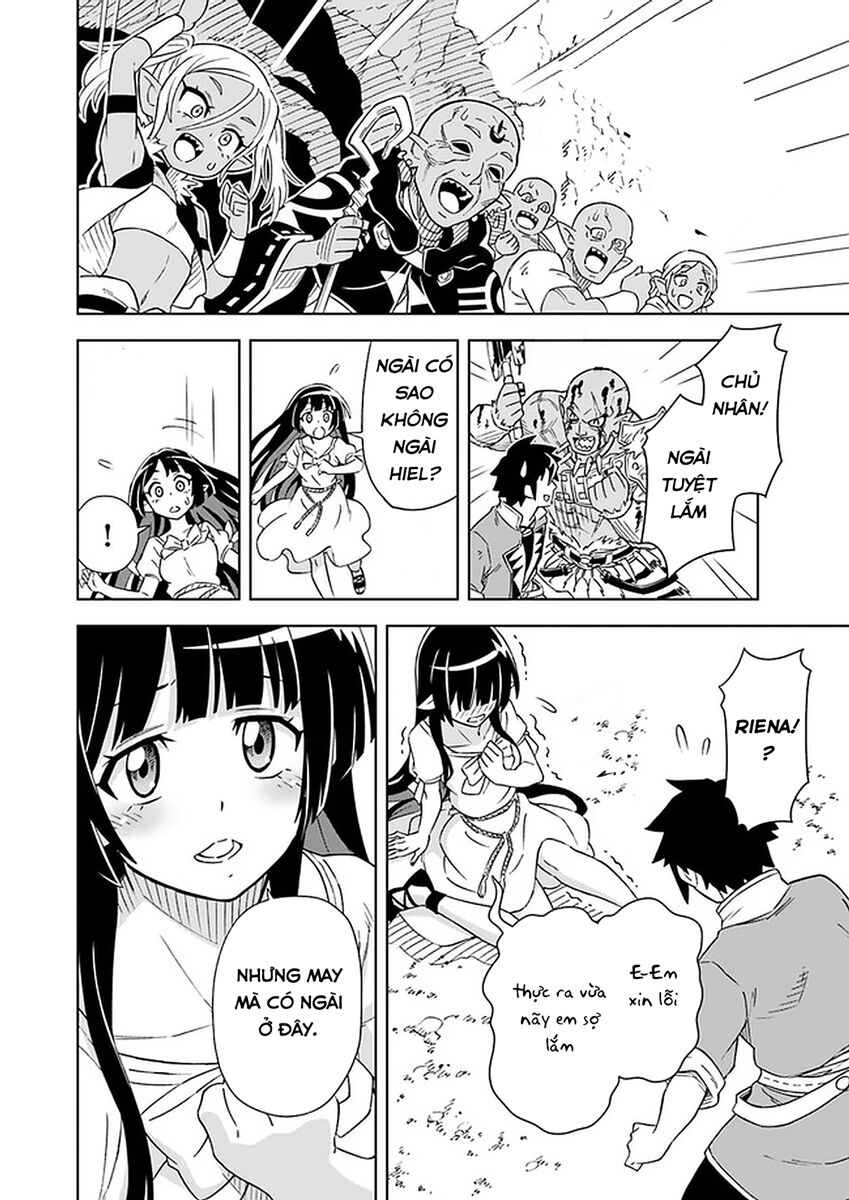 CHỦ
NHÂN!
NGÀI
TUYỆT
LẮM
NGÀI CÓ
SAO
KHÔNG
NGÀI
HIEL?
!
RIENA!
?
E-Em
xin lỗi
thực ra vừa
nãy em sợ
lắm
NHƯNG MAY
MÀ CÓ NGÀI
Ở ĐÂY.